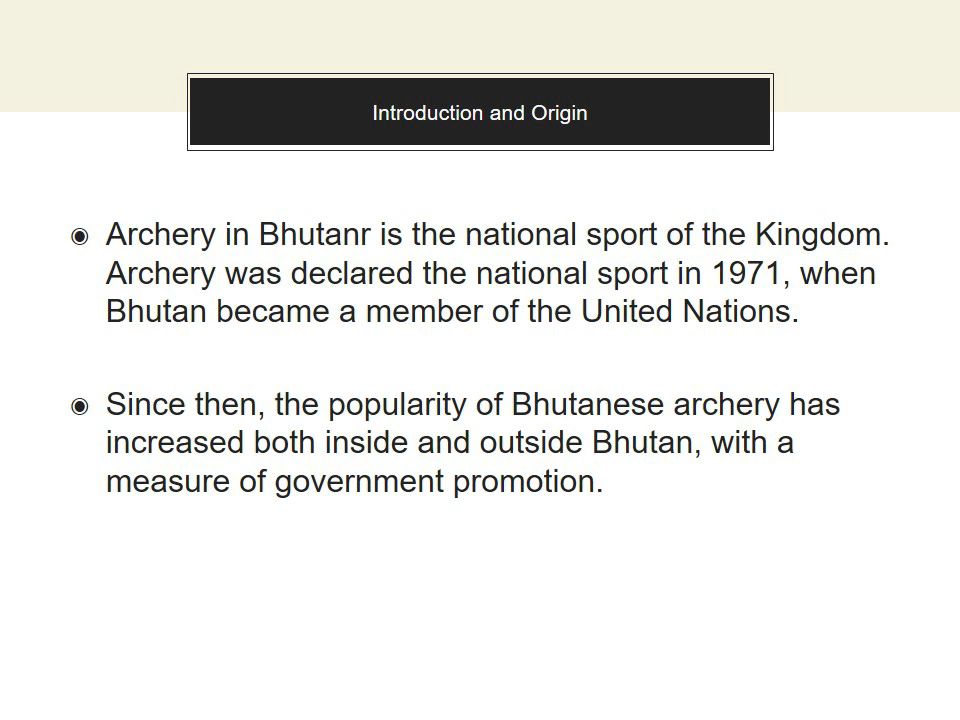 Introduction and Origin
Archery in Bhutanr is the national sport of the Kingdom.
Archery was declared the national sport in 1971, when
Bhutan became a member of the United Nations.
Since then, the popularity of Bhutanese archery has
increased both inside and outside Bhutan, with a
measure of government promotion.